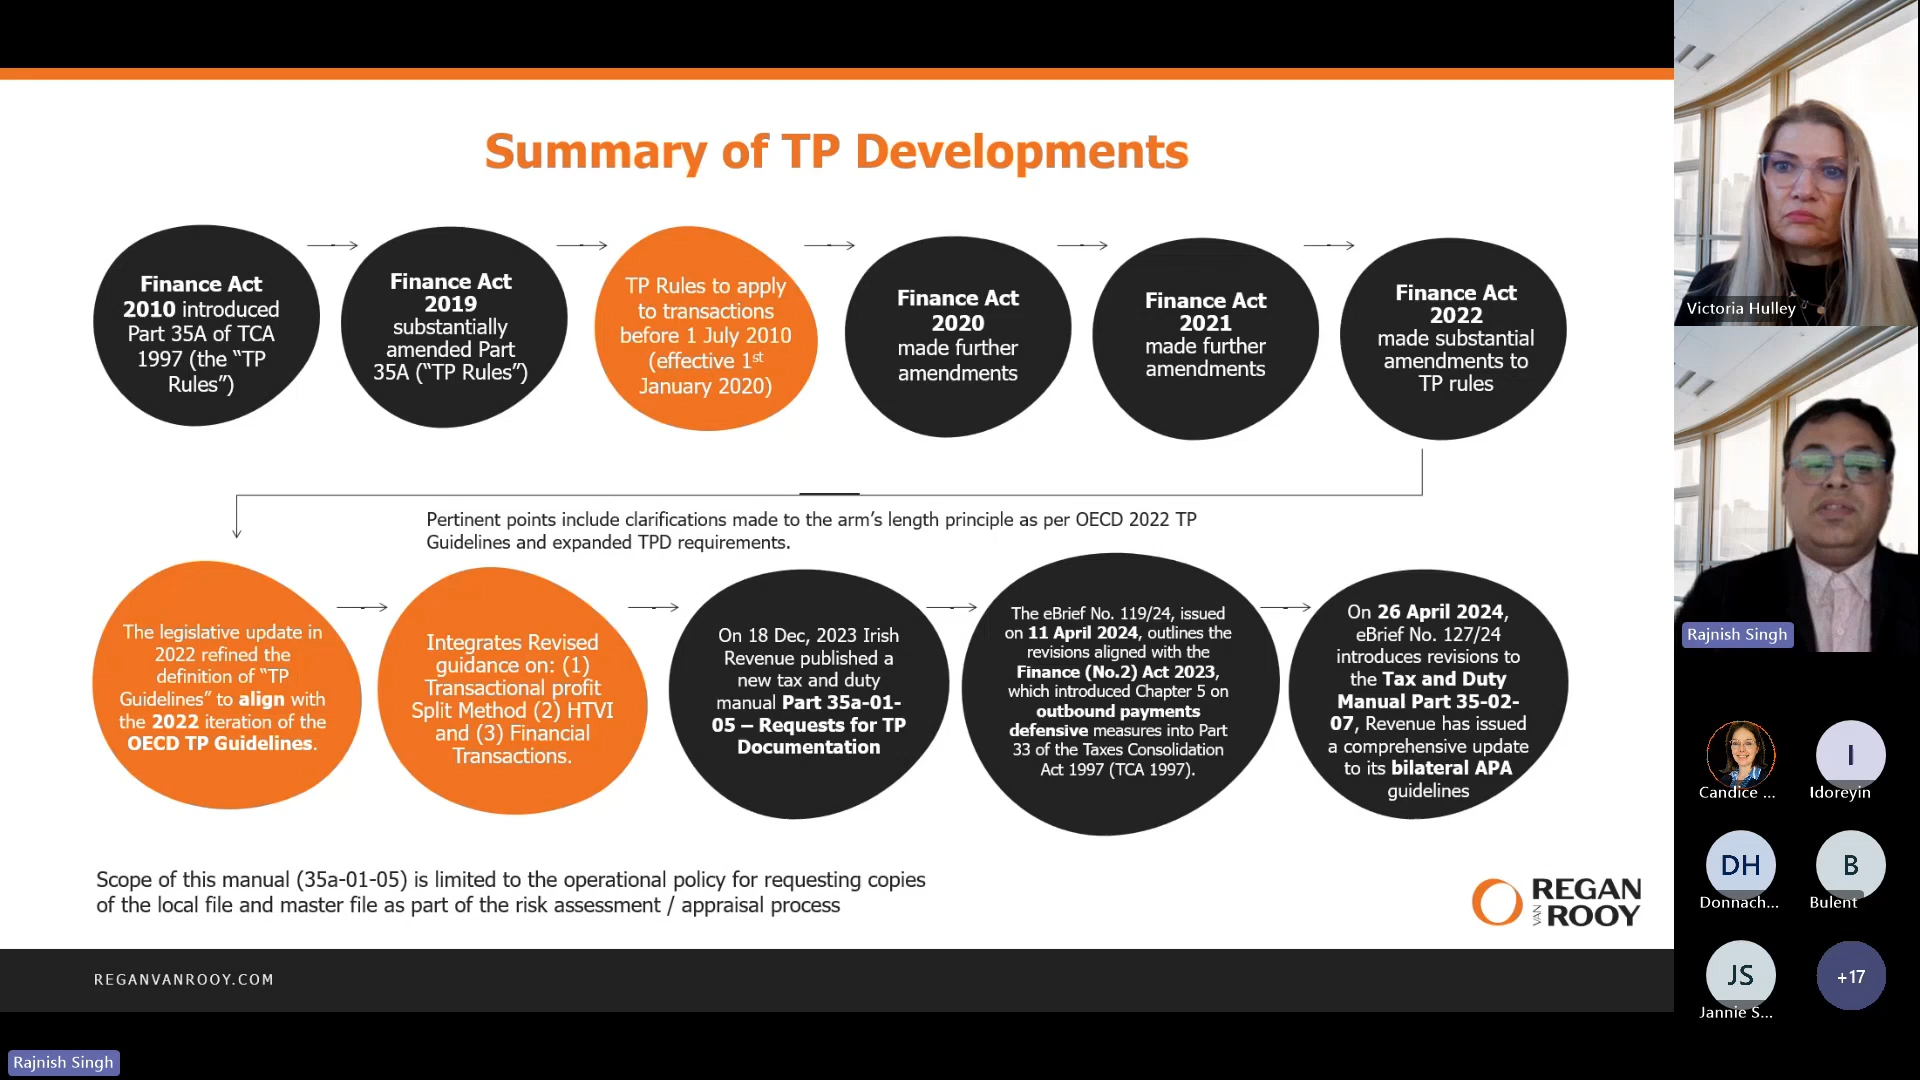 Summary of TP Developments
Finance Act
2010 introduced
Part 35A of TCA
1997 (the “TP
Rules”)
Finance Act
2019
substantially
amended Part
35A (“TP Rules”)
TP Rules to apply
to transactions
before 1 July 2010
(effective 1st
January 2020)
Finance Act
2020
made further
amendments
Finance Act
2021
made further
amendments
Finance Act
2022
made substantial
amendments to
TP rules
Pertinent points include clarifications made to the arm’s length principle as per OECD 2022 TP
Guidelines and expanded TPD requirements.
The legislative update in
2022 refined the
definition of “TP
Guidelines” to align with
the 2022 iteration of the
OECD TP Guidelines.
Integrates Revised
guidance on: (1)
Transactional profit
Split Method (2) HTVI
and (3) Financial
Transactions.
On 18 Dec, 2023 Irish
Revenue published a
new tax and duty
manual Part 35a-01-
05 – Requests for TP
Documentation
The eBrief No. 119/24, issued
on 11 April 2024, outlines the
revisions aligned with the
Finance (No.2) Act 2023,
which introduced Chapter 5 on
outbound payments
defensive measures into Part
33 of the Taxes Consolidation
Act 1997 (TCA 1997).
On 26 April 2024,
eBrief No. 127/24
introduces revisions to
the Tax and Duty
Manual Part 35-02-
07, Revenue has issued
a comprehensive update
to its bilateral APA
guidelines
Scope of this manual (35a-01-05) is limited to the operational policy for requesting copies
of the local file and master file as part of the risk assessment / appraisal process
REGAN
VAN ROOY
REGANVANROOY.COM
Rajnish Singh
Victoria Hulley
Rajnish Singh
Candice ...
I
Idoreyin
DH
Donnach...
B
Bulent
JS
Jannie S...
+17